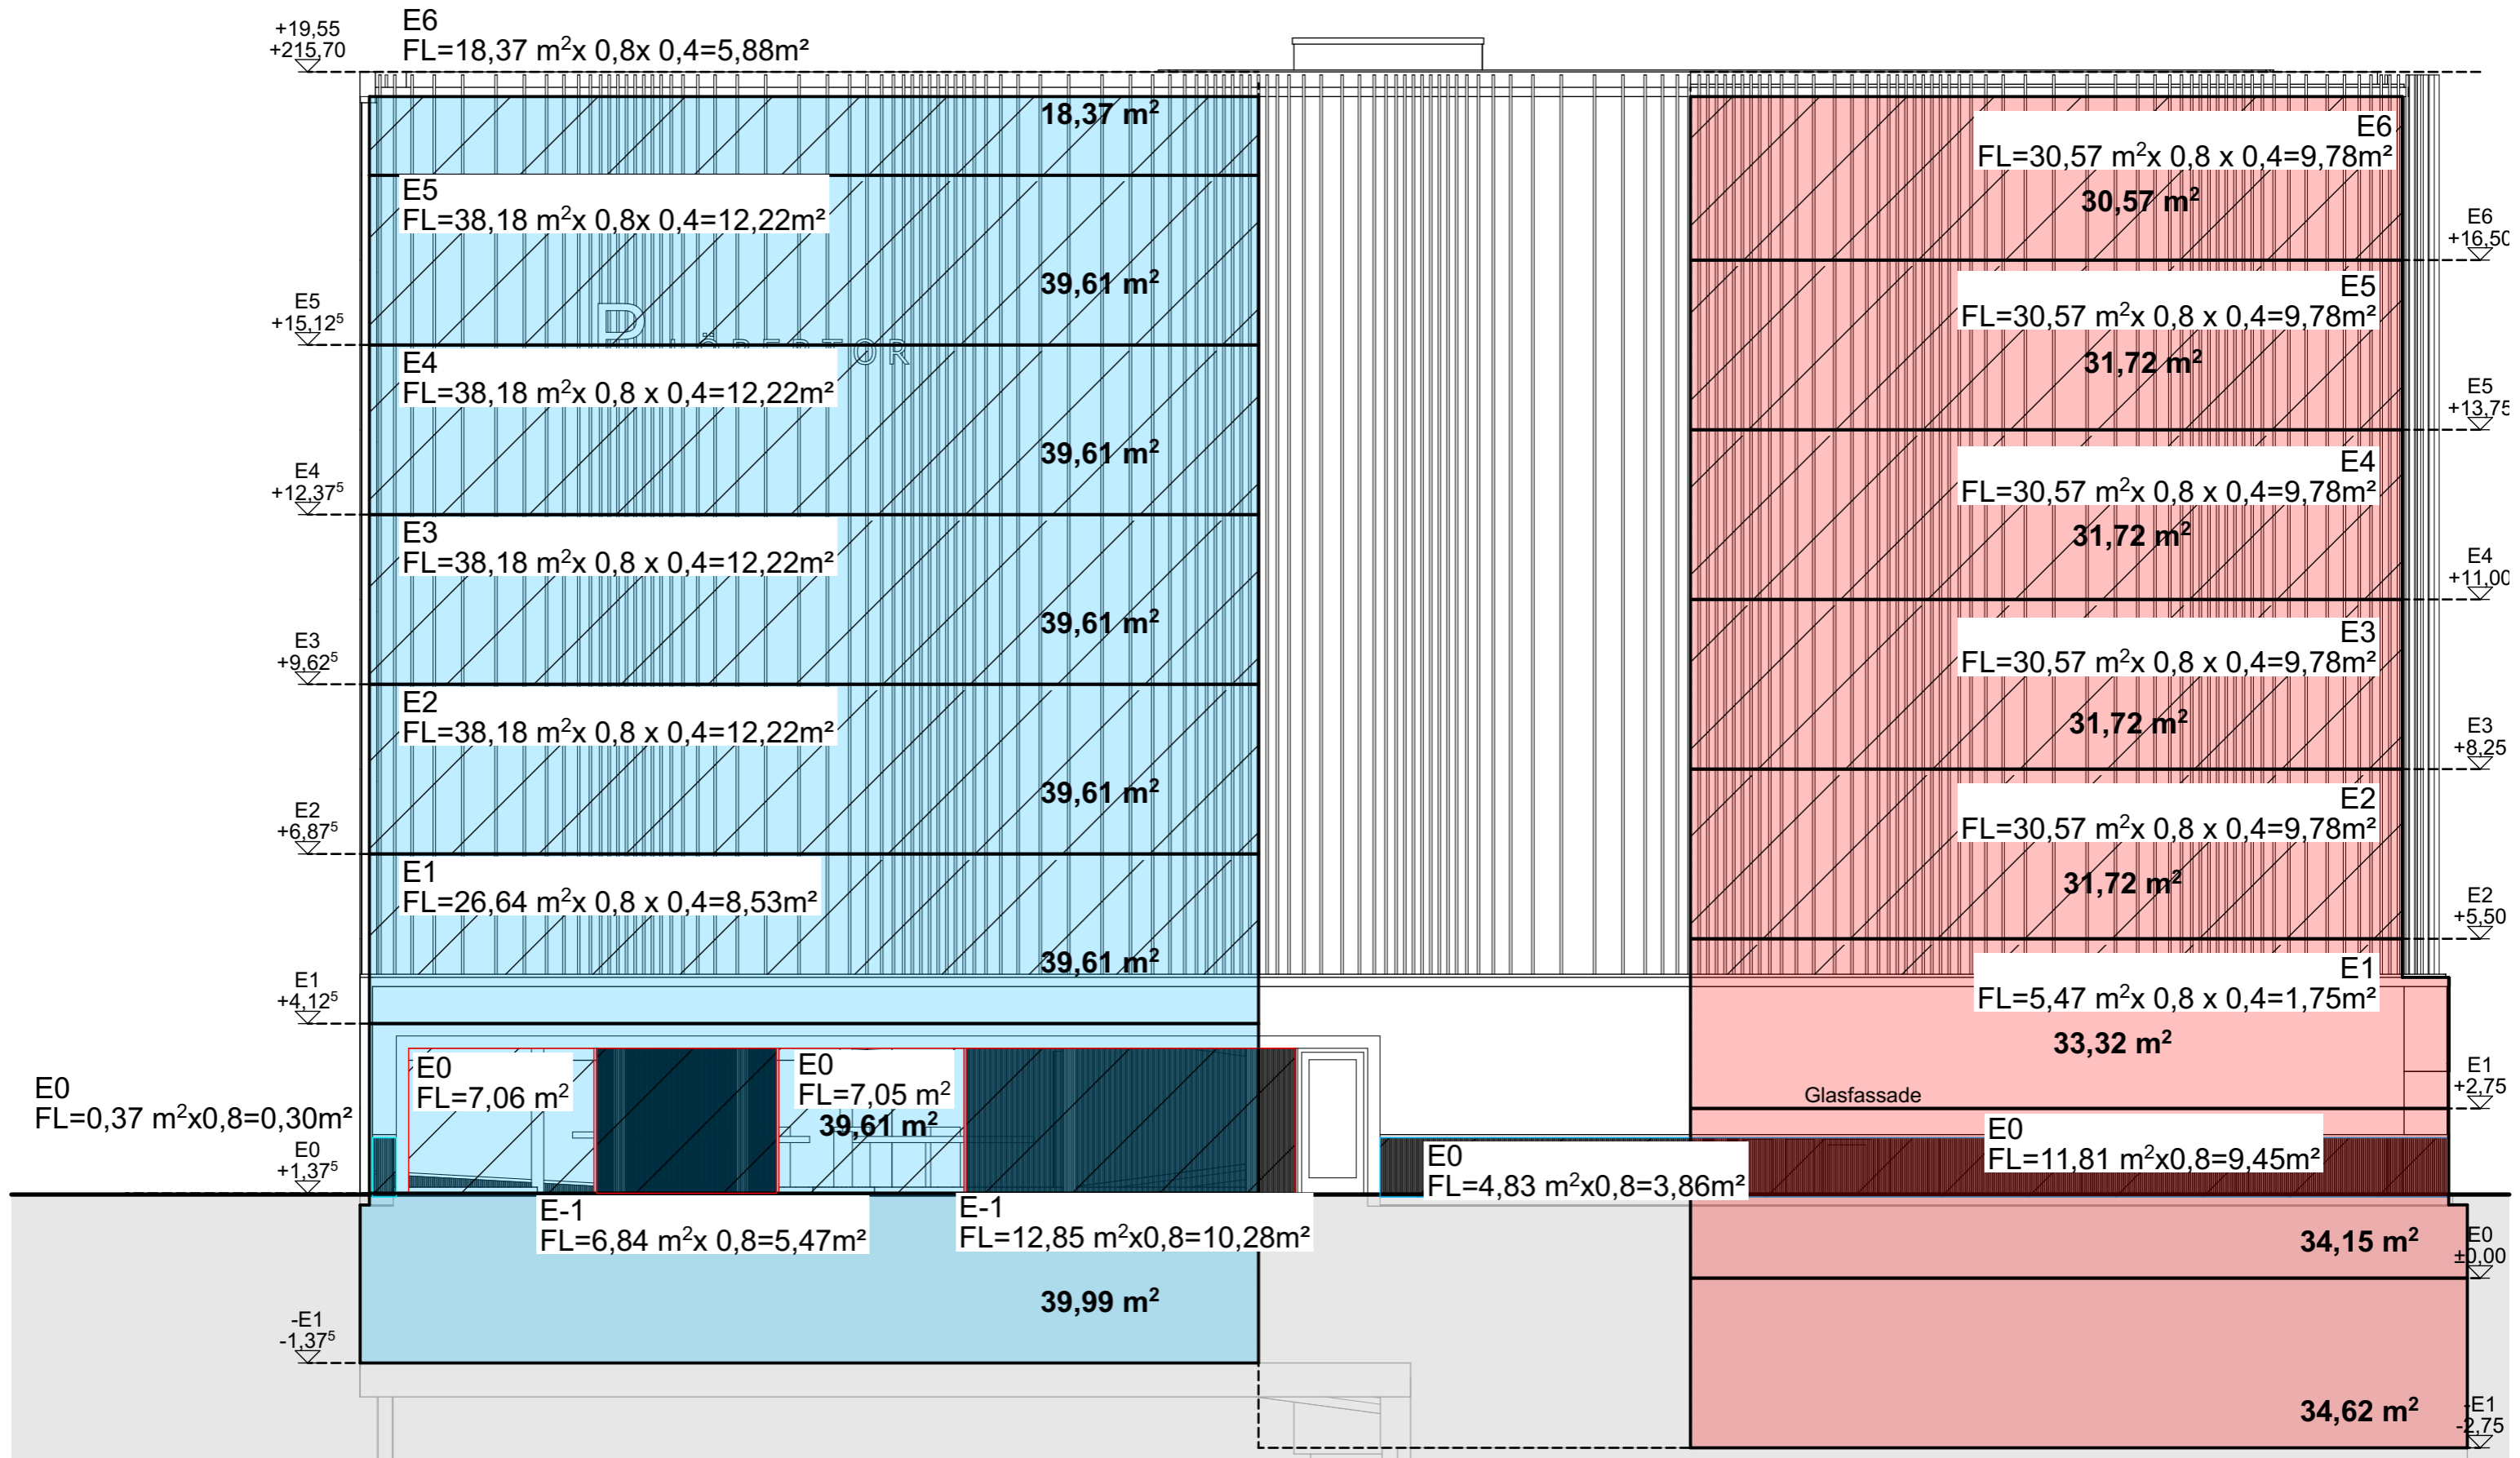 +19,55
+215,70
E6
FL=18,37 m²x 0,8x 0,4=5,88m²
18,37 m²
E6
FL=30,57 m²x 0,8 x 0,4=9,78m²
30,57 m²
E5
FL=38,18 m²x 0,8x 0,4=12,22m²
E6
+16,50
39,61 m²
E5
FL=30,57 m²x 0,8 x 0,4=9,78m²
E5
+15,12⁵
31,72 m²
E4
FL=38,18 m²x 0,8 x 0,4=12,22m²
E5
+13,75
39,61 m²
E4
FL=30,57 m²x 0,8 x 0,4=9,78m²
E4
+12,37⁵
31,72 m²
E3
FL=38,18 m²x 0,8 x 0,4=12,22m²
E4
+11,00
39,61 m²
E3
FL=30,57 m²x 0,8 x 0,4=9,78m²
E3
+9,62⁵
31,72 m²
E2
FL=38,18 m²x 0,8 x 0,4=12,22m²
E3
+8,25
39,61 m²
E2
FL=30,57 m²x 0,8 x 0,4=9,78m²
E2
+6,87⁵
31,72 m²
E1
FL=26,64 m²x 0,8 x 0,4=8,53m²
E2
+5,50
39,61 m²
E1
FL=5,47 m²x 0,8 x 0,4=1,75m²
E1
+4,12⁵
33,32 m²
E0
FL=7,06 m²
E0
FL=7,05 m²
39,61 m²
Glasfassade
E1
+2,75
E0
FL=0,37 m²x0,8=0,30m²
E0
+1,37⁵
E0
FL=4,83 m²x0,8=3,86m²
E0
FL=11,81 m²x0,8=9,45m²
E-1
FL=6,84 m²x 0,8=5,47m²
E-1
FL=12,85 m²x0,8=10,28m²
34,15 m²
E0
±0,00
39,99 m²
-E1
-1,37⁵
34,62 m²
-E1
-2,75